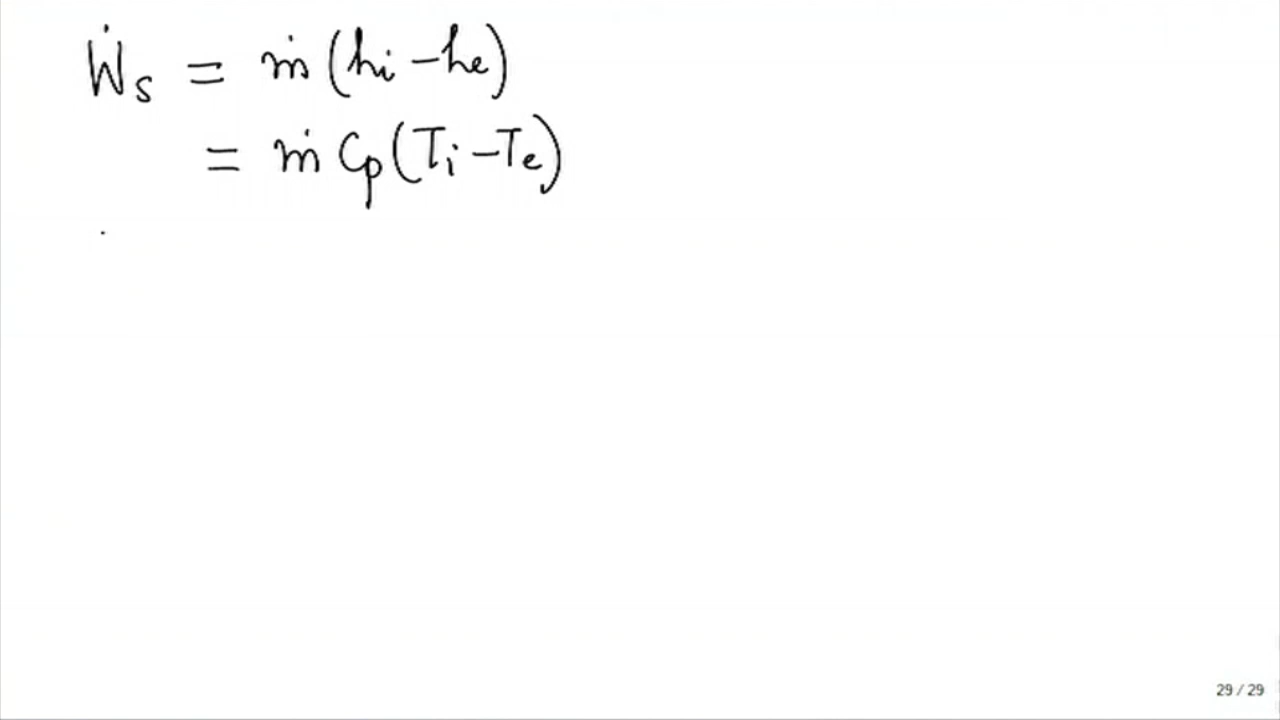 Ẇs = ṁ (hi - he)
= ṁ Cp (Ti - Te)
29 / 29